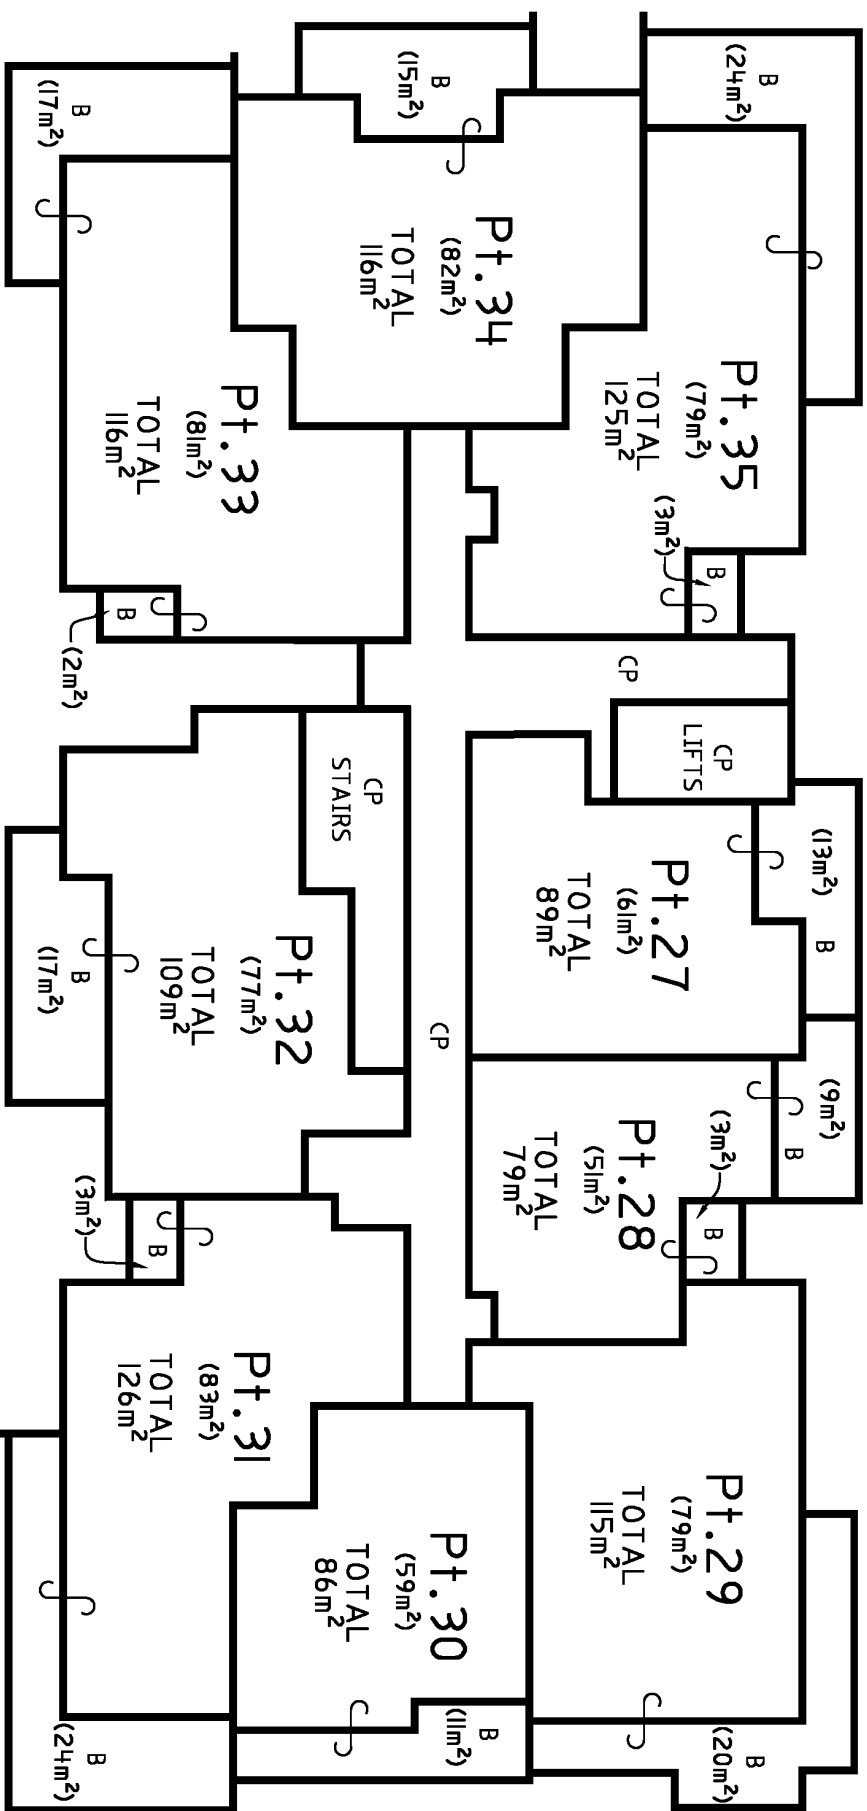 B
(24m²)
B
(15m²)
B
(17m²)
Pt.35
(79m²)
TOTAL
125m²
(3m²)
B
Pt.34
(82m²)
TOTAL
116m²
Pt.33
(81m²)
TOTAL
116m²
B
(2m²)
CP
CP
LIFTS
CP
STAIRS
(13m²)
B
Pt.27
(61m²)
TOTAL
89m²
CP
Pt.32
(77m²)
TOTAL
109m²
B
(17m²)
(9m²)
B
(3m²)
B
Pt.28
(51m²)
TOTAL
79m²
(3m²)
B
Pt.29
(79m²)
TOTAL
115m²
B
(20m²)
Pt.30
(59m²)
TOTAL
86m²
B
(11m²)
Pt.31
(83m²)
TOTAL
126m²
B
(24m²)